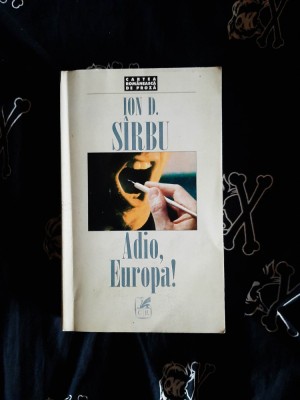 CARTEA
ROMÂNEASCĂ
DE PROZĂ
ION D.
SÎRBU
Adio,
Europa!